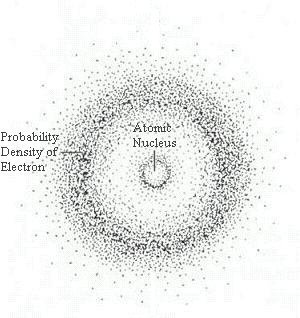 Probability
Density of
Electron
Atomic
Nucleus